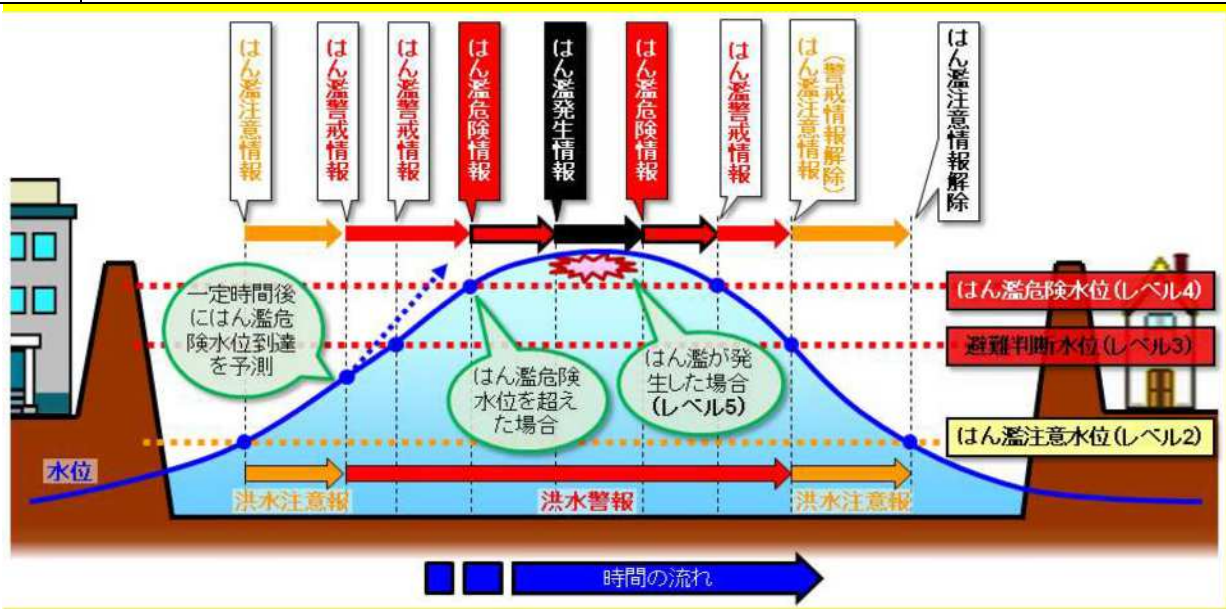 はん濫注意情報
はん濫警戒情報
はん濫警戒情報
はん濫危険情報
はん濫発生情報
はん濫危険情報
はん濫警戒情報
はん濫注意情報
(警戒情報解除)
はん濫注意情報解除
一定時間後
にはん濫危
険水位到達
を予測
はん濫危険
水位を超え
た場合
はん濫が発
生した場合
(レベル5)
はん濫危険水位(レベル4)
避難判断水位(レベル3)
はん濫注意水位(レベル2)
水位
洪水注意報
洪水警報
洪水注意報
時間の流れ